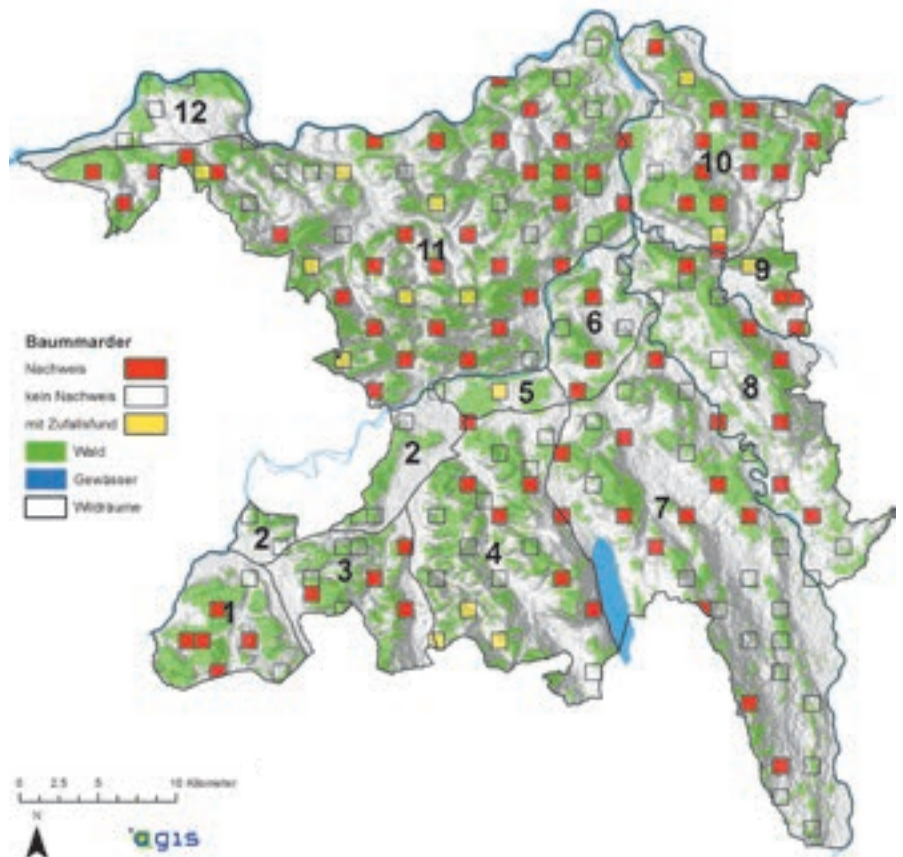 12
10
11
9
6
8
5
2
7
2
4
3
1
Baummarder
Nachweis
kein Nachweis
mit Zufallsfund
Wald
Gewässer
Wildräume
0 2.5 5 10 Kilometer
N
agis